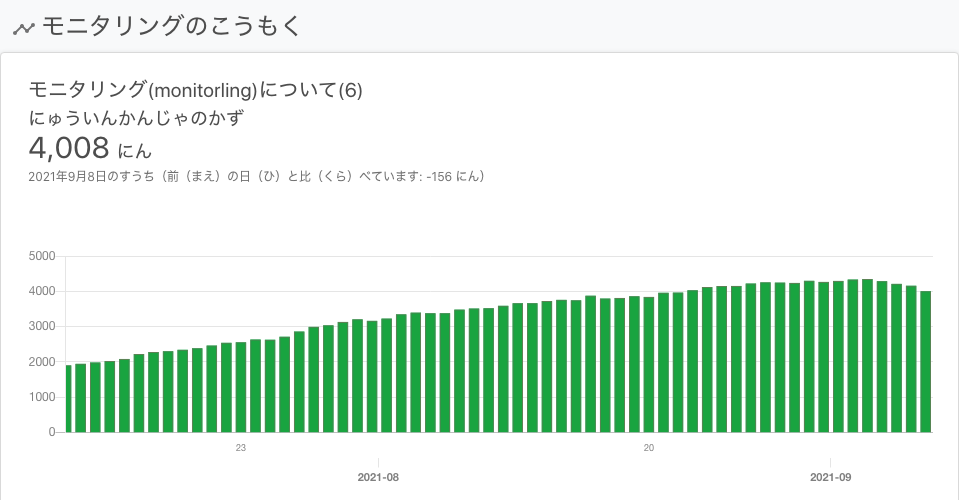 モニタリングのこうもく
モニタリング(monitorling)について(6)
にゅういんかんじゃのかず
4,008 にん
2021年9月8日のすうち（前（まえ）の日（ひ）と比（くら）べています: -156 にん）
5000
4000
3000
2000
1000
0
23
20
2021-08
2021-09